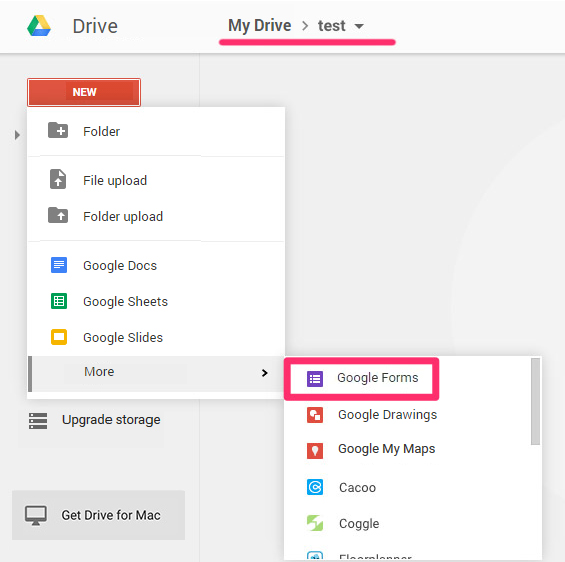 Drive
My Drive > test
NEW
Folder
File upload
Folder upload
Google Docs
Google Sheets
Google Slides
More
Google Forms
Google Drawings
Google My Maps
Cacoo
Coggle
Floorplanner
Upgrade storage
Get Drive for Mac